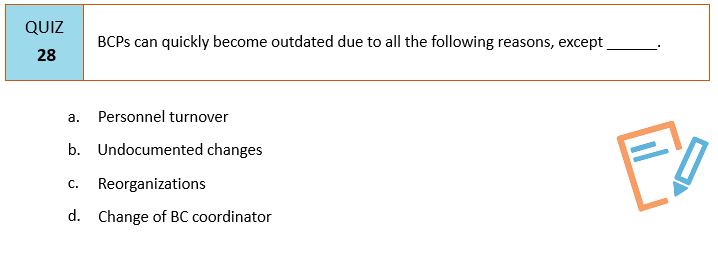 QUIZ
28
BCPs can quickly become outdated due to all the following reasons, except ______.
a. Personnel turnover
b. Undocumented changes
c. Reorganizations
d. Change of BC coordinator